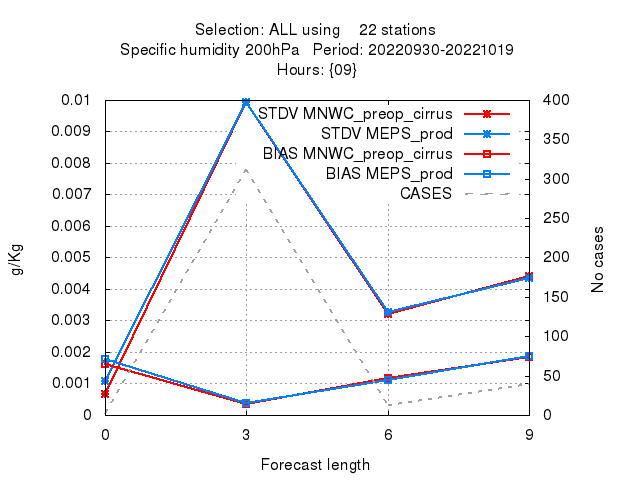 Selection: ALL using 22 stations
Specific humidity 200hPa Period: 20220930-20221019
Hours: {09}
0.01
0.009
0.008
0.007
0.006
0.005
0.004
0.003
0.002
0.001
0
400
350
300
250
200
150
100
50
0
STDV MNWC_preop_cirrus
STDV MEPS_prod
BIAS MNWC_preop_cirrus
BIAS MEPS_prod
CASES
g/Kg
No cases
0 3 6 9
Forecast length